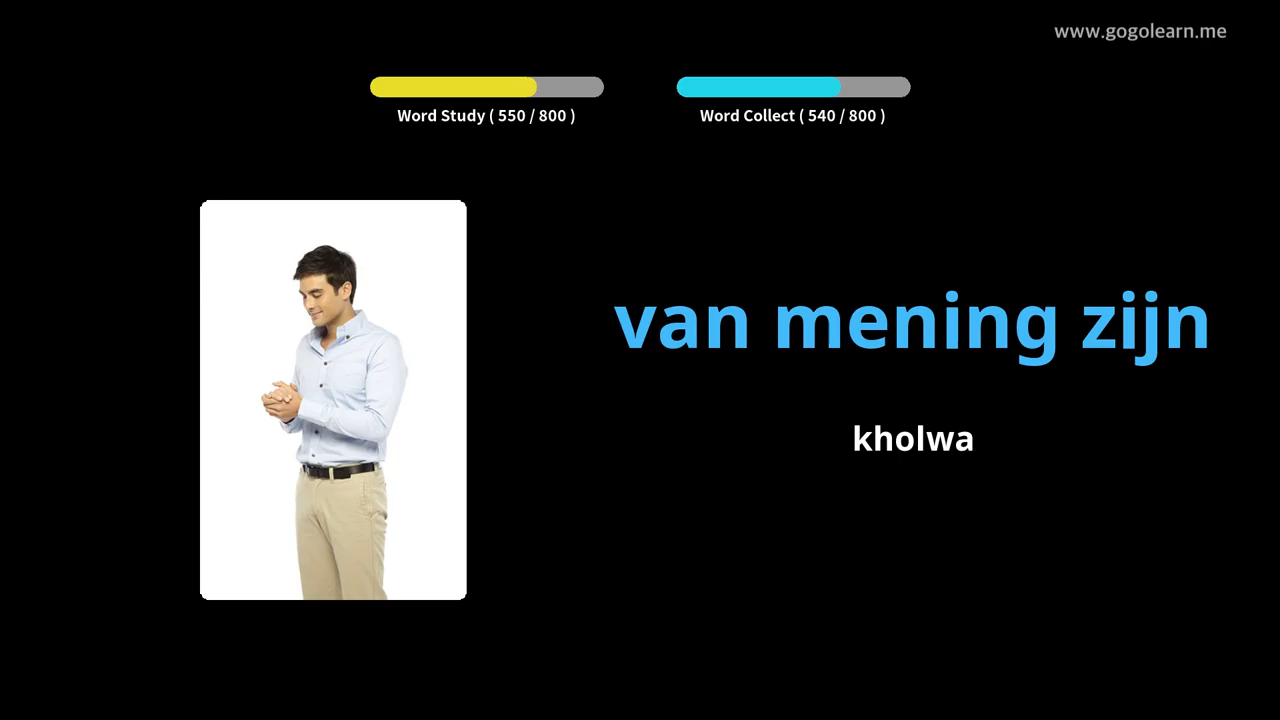 www.gogolearn.me
Word Study ( 550 / 800 )
Word Collect ( 540 / 800 )
van mening zijn
kholwa